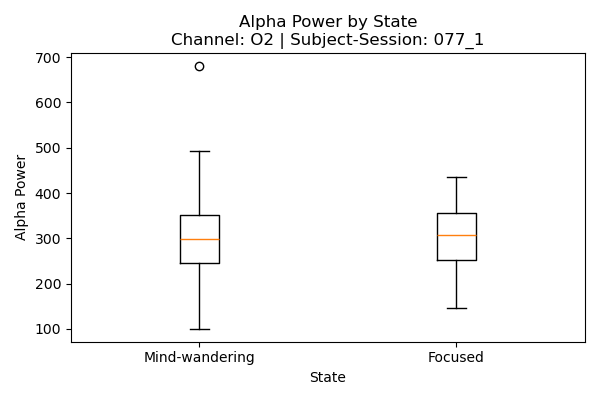 Alpha Power by State
Channel: O2 | Subject-Session: 077_1
700
600
500
400
300
200
100
Alpha Power
Mind-wandering
Focused
State